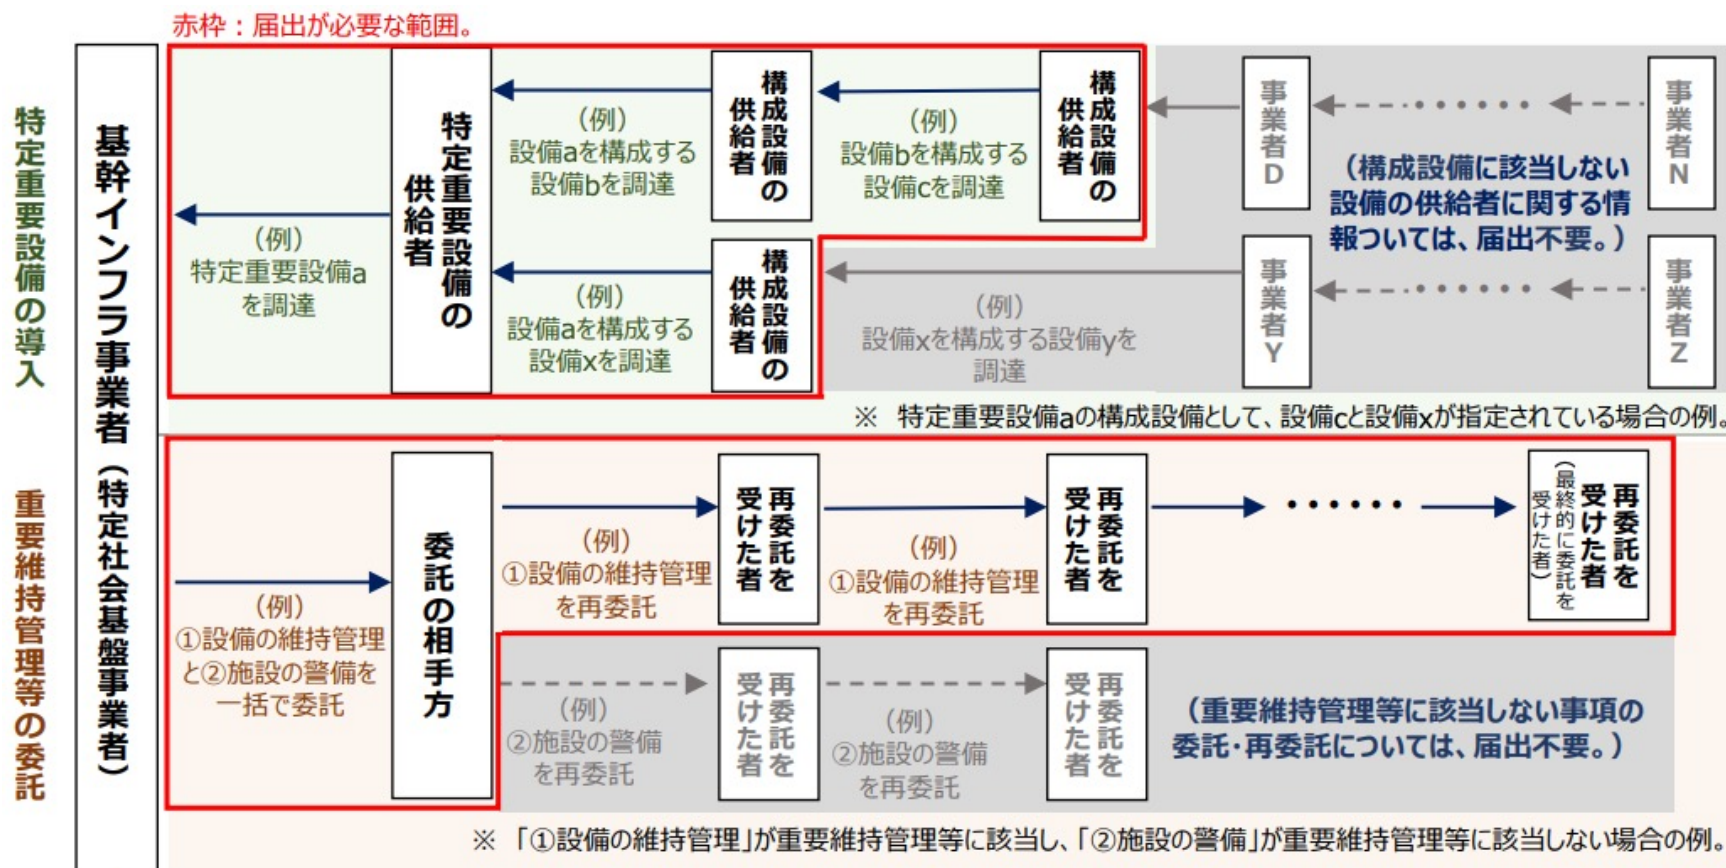 赤枠：届出が必要な範囲。
特定重要設備の導入
基幹インフラ事業者（特定社会基盤事業者）
（例）
特定重要設備a
を調達
特定重要設備の
供給者
（例）
設備aを構成する
設備bを調達
構成設備の
供給者
（例）
設備bを構成する
設備cを調達
構成設備の
供給者
事業者D
・・・・・・
事業者N
（構成設備に該当しない
設備の供給者に関する情
報ついては、届出不要。）
（例）
設備aを構成する
設備xを調達
構成設備の
供給者
（例）
設備xを構成する設備yを
調達
事業者Y
・・・・・・
事業者Z
※　特定重要設備aの構成設備として、設備cと設備xが指定されている場合の例。
重要維持管理等の委託
（例）
①設備の維持管理
と②施設の警備を
一括で委託
委託の相手方
（例）
①設備の維持管理
を再委託
再委託を
受けた者
（例）
①設備の維持管理
を再委託
再委託を
受けた者
・・・・・・
再委託を
受けた者
（最終的に委託を
受けた者）
（例）
②施設の警備
を再委託
再委託を
受けた者
（例）
②施設の警備
を再委託
再委託を
受けた者
（重要維持管理等に該当しない事項の
委託・再委託については、届出不要。）
※　「①設備の維持管理」が重要維持管理等に該当し、「②施設の警備」が重要維持管理等に該当しない場合の例。